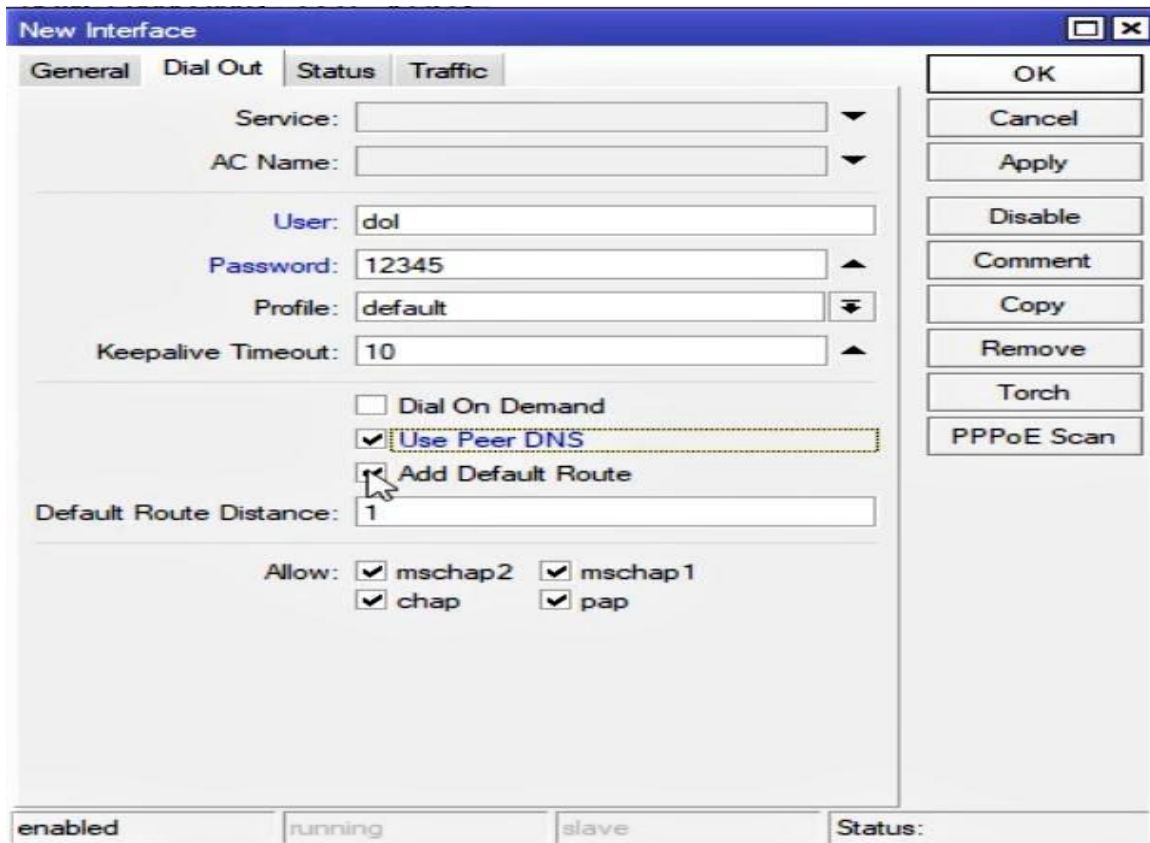 New Interface
General Dial Out Status Traffic
Service:
AC Name:
User: dol
Password: 12345
Profile: default
Keepalive Timeout: 10
Dial On Demand
Use Peer DNS
Add Default Route
Default Route Distance: 1
Allow: mschap2 mschap1
chap pap
OK
Cancel
Apply
Disable
Comment
Copy
Remove
Torch
PPPoE Scan
enabled running slave Status: